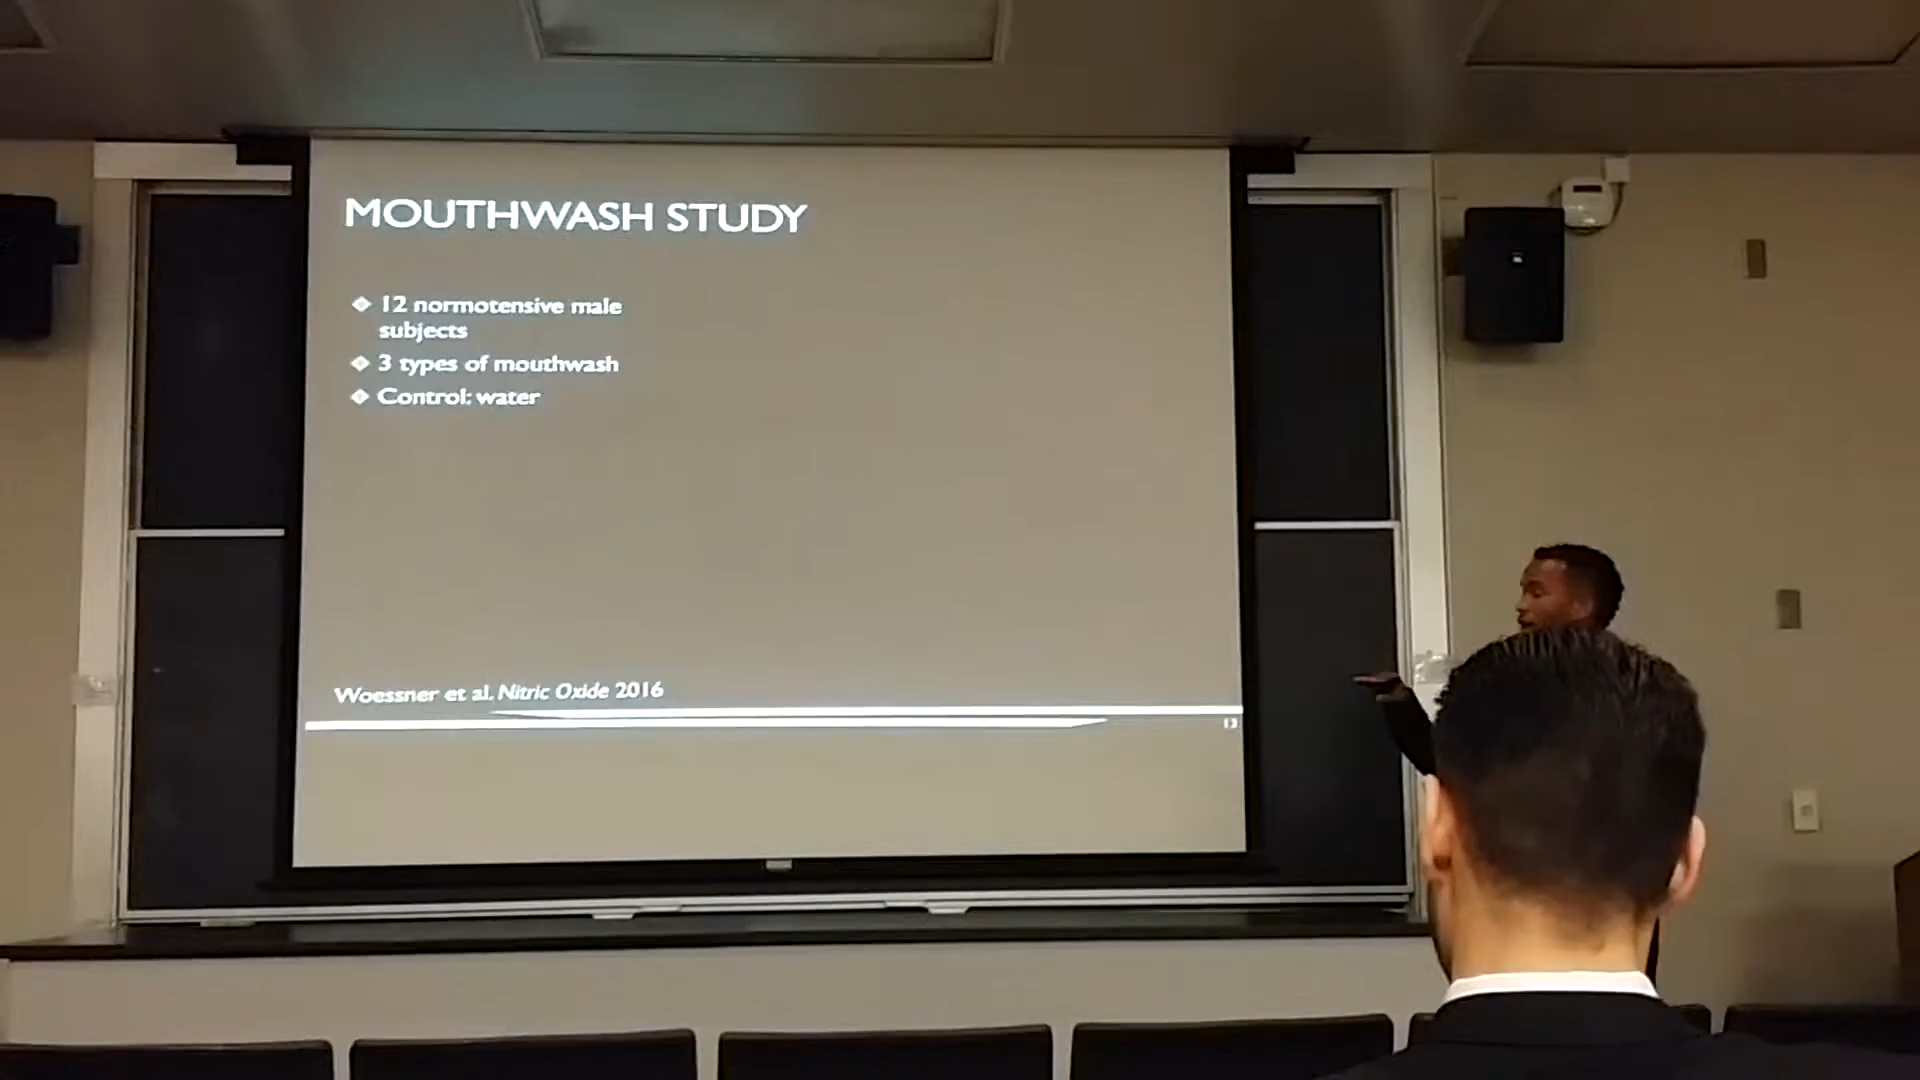 MOUTHWASH STUDY
❖ 12 normotensive male
subjects
❖ 3 types of mouthwash
❖ Control: water
Woessner et al. Nitric Oxide 2016